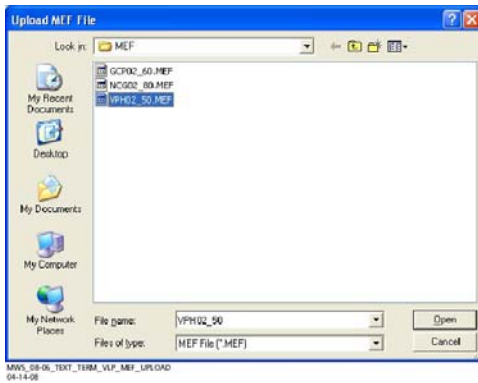 Upload MEF File
Look in:
MEF
GCP02_60.MEF
NCG02_80.MEF
VPH02_50.MEF
My Recent
Documents
Desktop
My Documents
My Computer
My Network
Places
File name:
VPH02_50
Open
Files of type:
MEF File (*.MEF)
Cancel
MWS_08-06_TEXT_TERM_VLP_MEF_UPLOAD
04-14-08